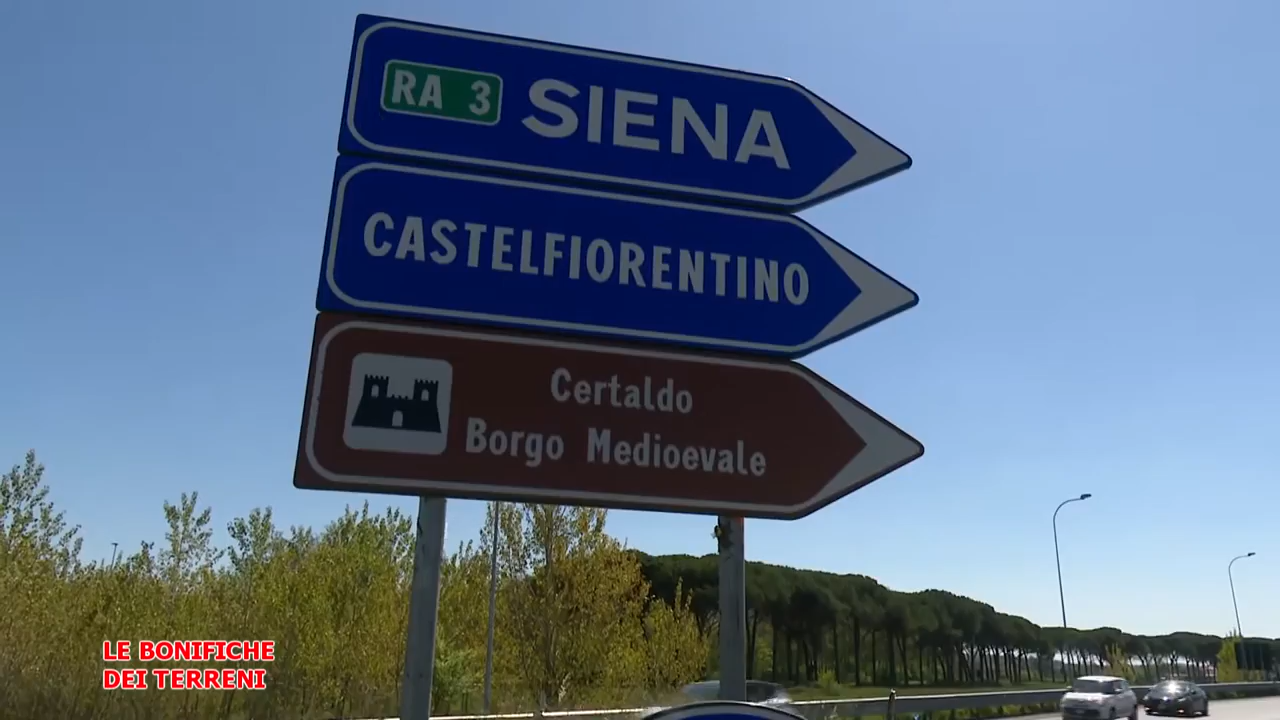 RA 3 SIENA
CASTELFIORENTINO
Certaldo
Borgo Medioevale
LE BONIFICHE
DEI TERRENI